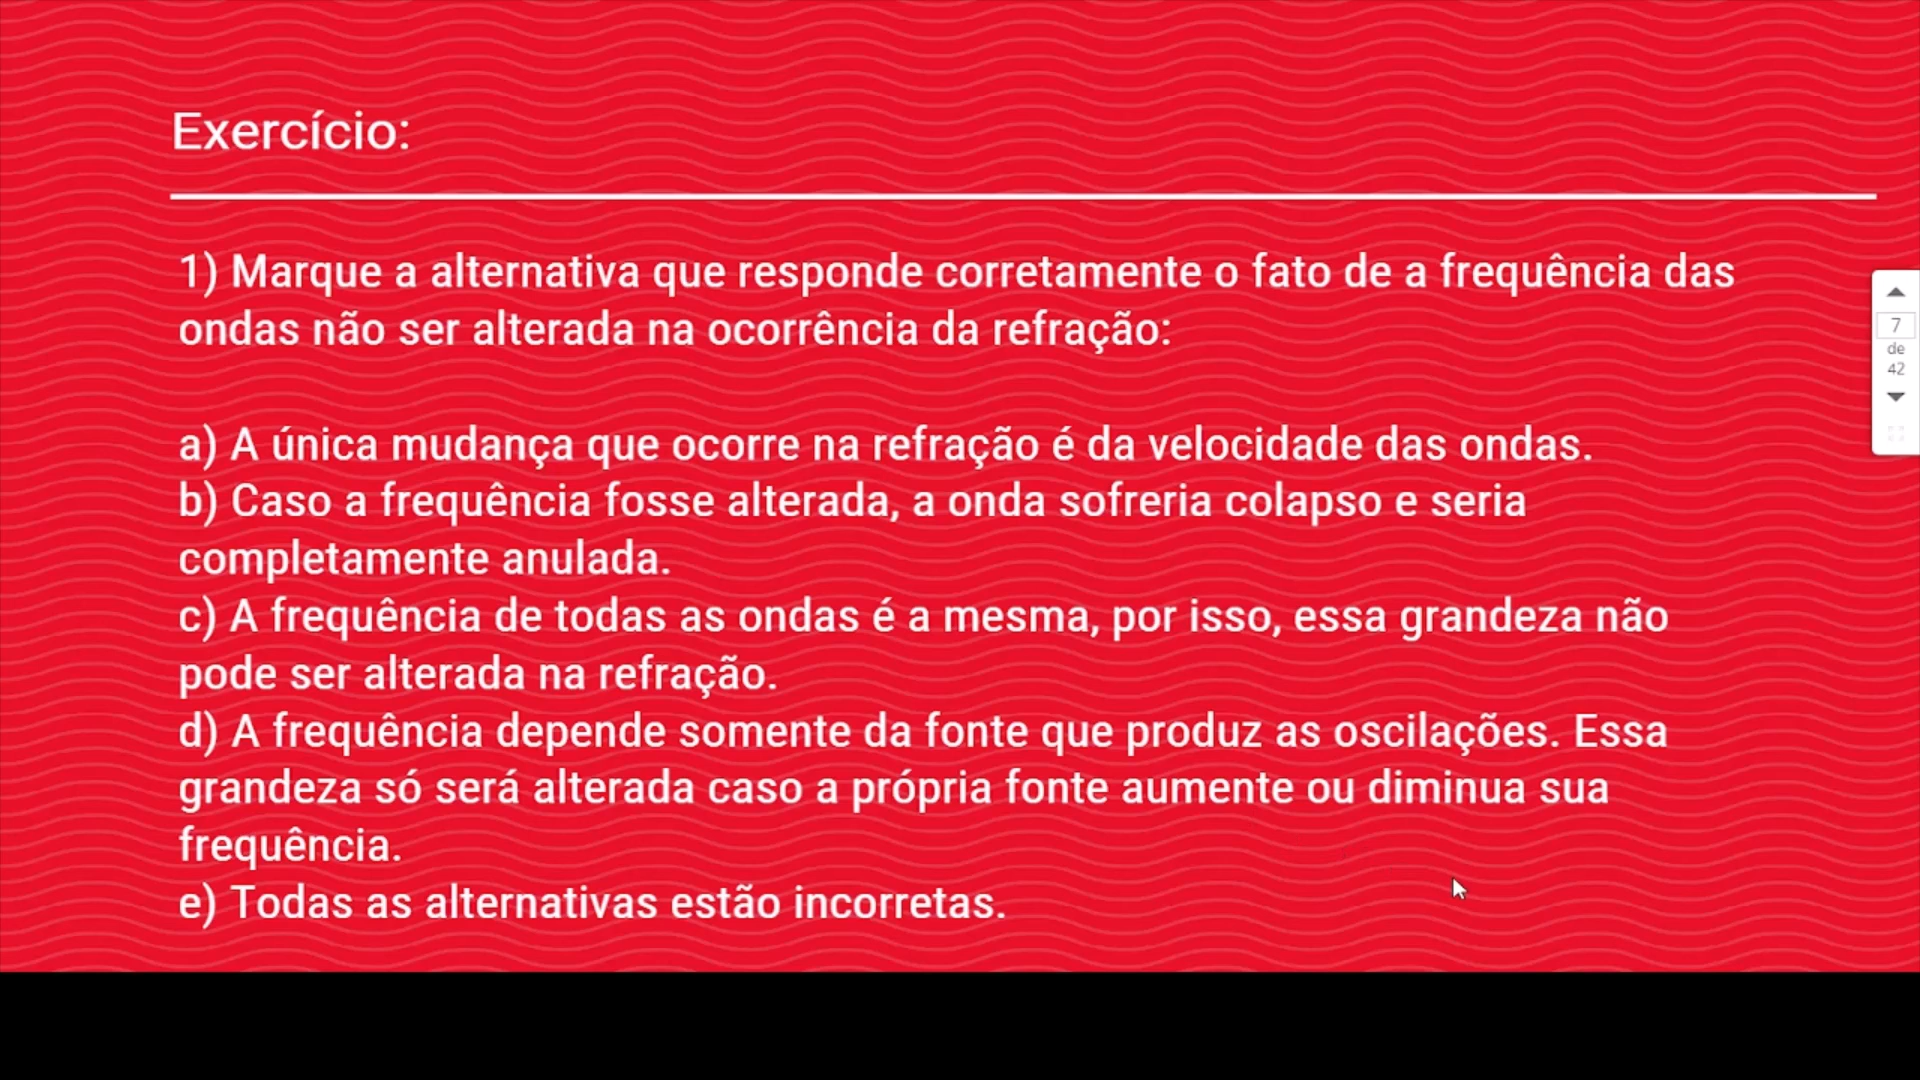 Exercício:
1) Marque a alternativa que responde corretamente o fato de a frequência das
ondas não ser alterada na ocorrência da refração:
a) A única mudança que ocorre na refração é da velocidade das ondas.
b) Caso a frequência fosse alterada, a onda sofreria colapso e seria
completamente anulada.
c) A frequência de todas as ondas é a mesma, por isso, essa grandeza não
pode ser alterada na refração.
d) A frequência depende somente da fonte que produz as oscilações. Essa
grandeza só será alterada caso a própria fonte aumente ou diminua sua
frequência.
e) Todas as alternativas estão incorretas.
7
de
42